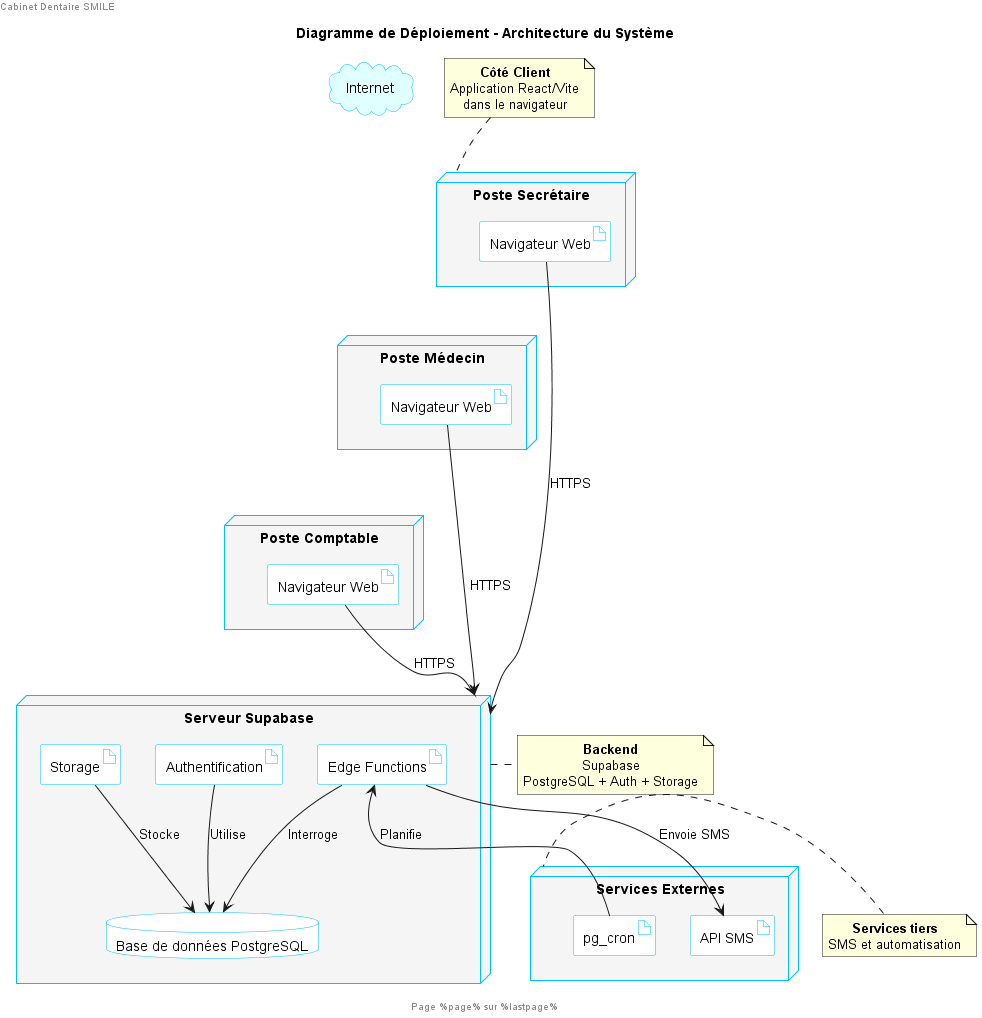 Cabinet Dentaire SMILE
Diagramme de Déploiement - Architecture du Système
Internet
Côté Client
Application React/Vite
dans le navigateur
Poste Secrétaire
Navigateur Web
Poste Médecin
Navigateur Web
HTTPS
Poste Comptable
Navigateur Web
HTTPS
HTTPS
Serveur Supabase
Storage
Authentification
Edge Functions
Backend
Supabase
PostgreSQL + Auth + Storage
Stocke
Utilise
Interroge
Planifie
Envoie SMS
Services Externes
pg_cron
API SMS
Services tiers
SMS et automatisation
Base de données PostgreSQL
Page %page% sur %lastpage%